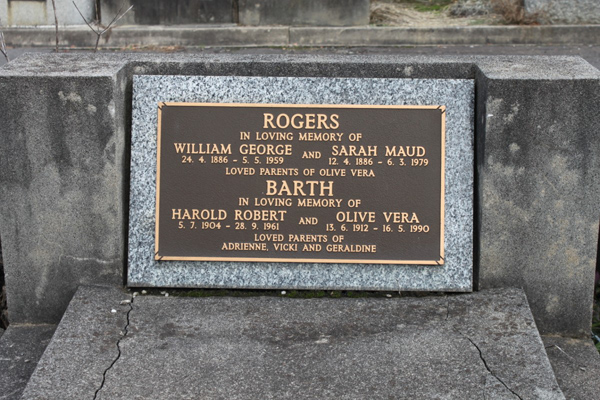 ROGERS
IN LOVING MEMORY OF
WILLIAM GEORGE AND SARAH MAUD
24. 4. 1886 - 5. 5. 1959 12. 4. 1886 - 6. 3. 1979
LOVED PARENTS OF OLIVE VERA
BARTH
IN LOVING MEMORY OF
HAROLD ROBERT AND OLIVE VERA
5. 7. 1904 - 28. 9. 1961 13. 6. 1912 - 16. 5. 1990
LOVED PARENTS OF
ADRIENNE, VICKI AND GERALDINE